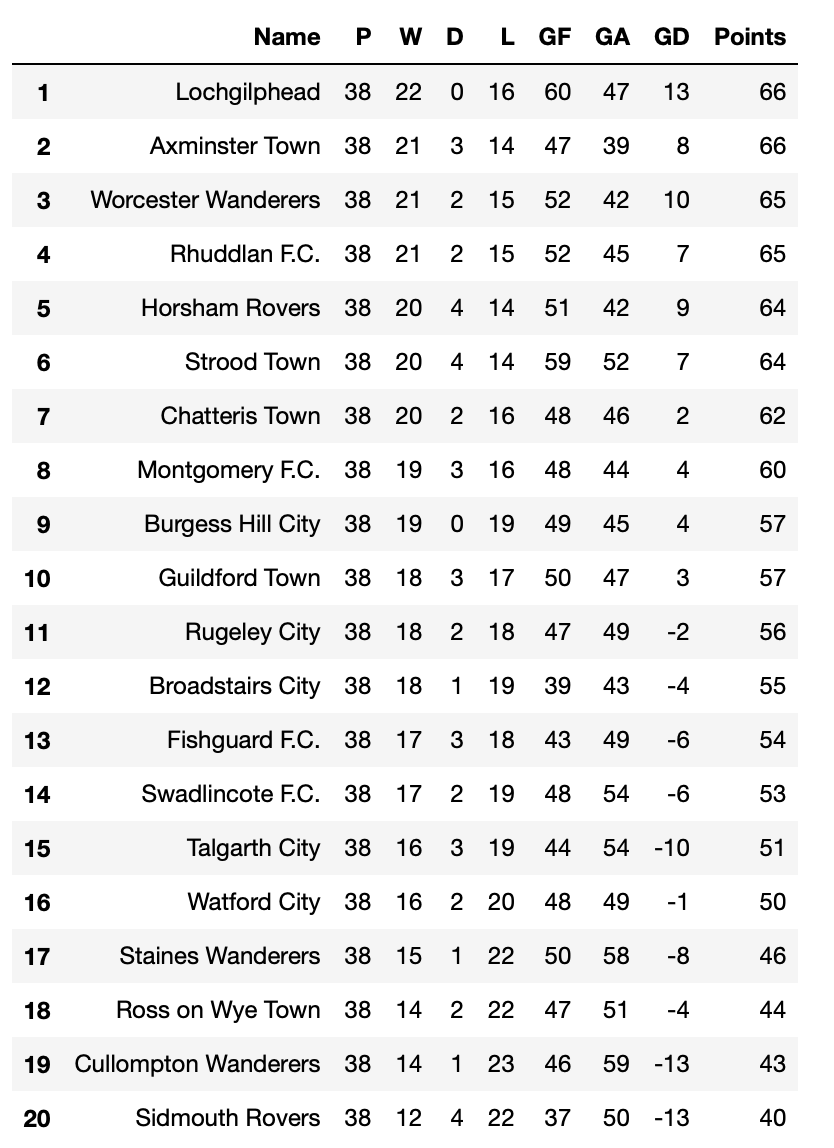 Name P W D L GF GA GD Points
1 Lochgilphead 38 22 0 16 60 47 13 66
2 Axminster Town 38 21 3 14 47 39 8 66
3 Worcester Wanderers 38 21 2 15 52 42 10 65
4 Rhuddlan F.C. 38 21 2 15 52 45 7 65
5 Horsham Rovers 38 20 4 14 51 42 9 64
6 Strood Town 38 20 4 14 59 52 7 64
7 Chatteris Town 38 20 2 16 48 46 2 62
8 Montgomery F.C. 38 19 3 16 48 44 4 60
9 Burgess Hill City 38 19 0 19 49 45 4 57
10 Guildford Town 38 18 3 17 50 47 3 57
11 Rugeley City 38 18 2 18 47 49 -2 56
12 Broadstairs City 38 18 1 19 39 43 -4 55
13 Fishguard F.C. 38 17 3 18 43 49 -6 54
14 Swadlincote F.C. 38 17 2 19 48 54 -6 53
15 Talgarth City 38 16 3 19 44 54 -10 51
16 Watford City 38 16 2 20 48 49 -1 50
17 Staines Wanderers 38 15 1 22 50 58 -8 46
18 Ross on Wye Town 38 14 2 22 47 51 -4 44
19 Cullompton Wanderers 38 14 1 23 46 59 -13 43
20 Sidmouth Rovers 38 12 4 22 37 50 -13 40